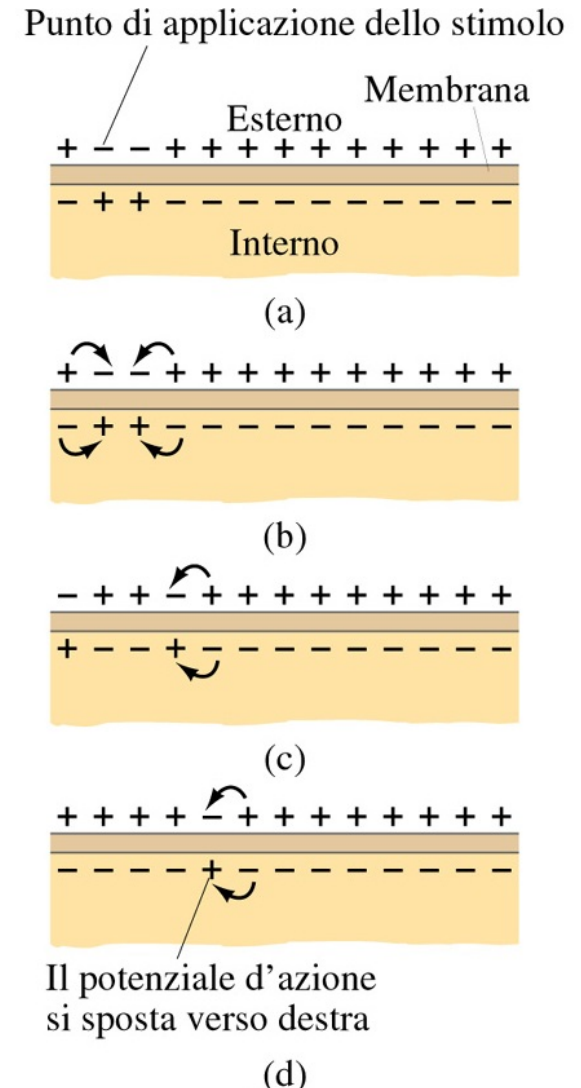 Punto di applicazione dello stimolo
Membrana
Esterno
+ − − + + + + + + + + + +
− + + − − − − − − − − − −
Interno
(a)
+ − − + + + + + + + + + +
− + + − − − − − − − − − −
(b)
− + + − + + + + + + + + +
+ − − + − − − − − − − − −
(c)
+ + + + − + + + + + + + +
− − − − + − − − − − − − −
Il potenziale d’azione
si sposta verso destra
(d)